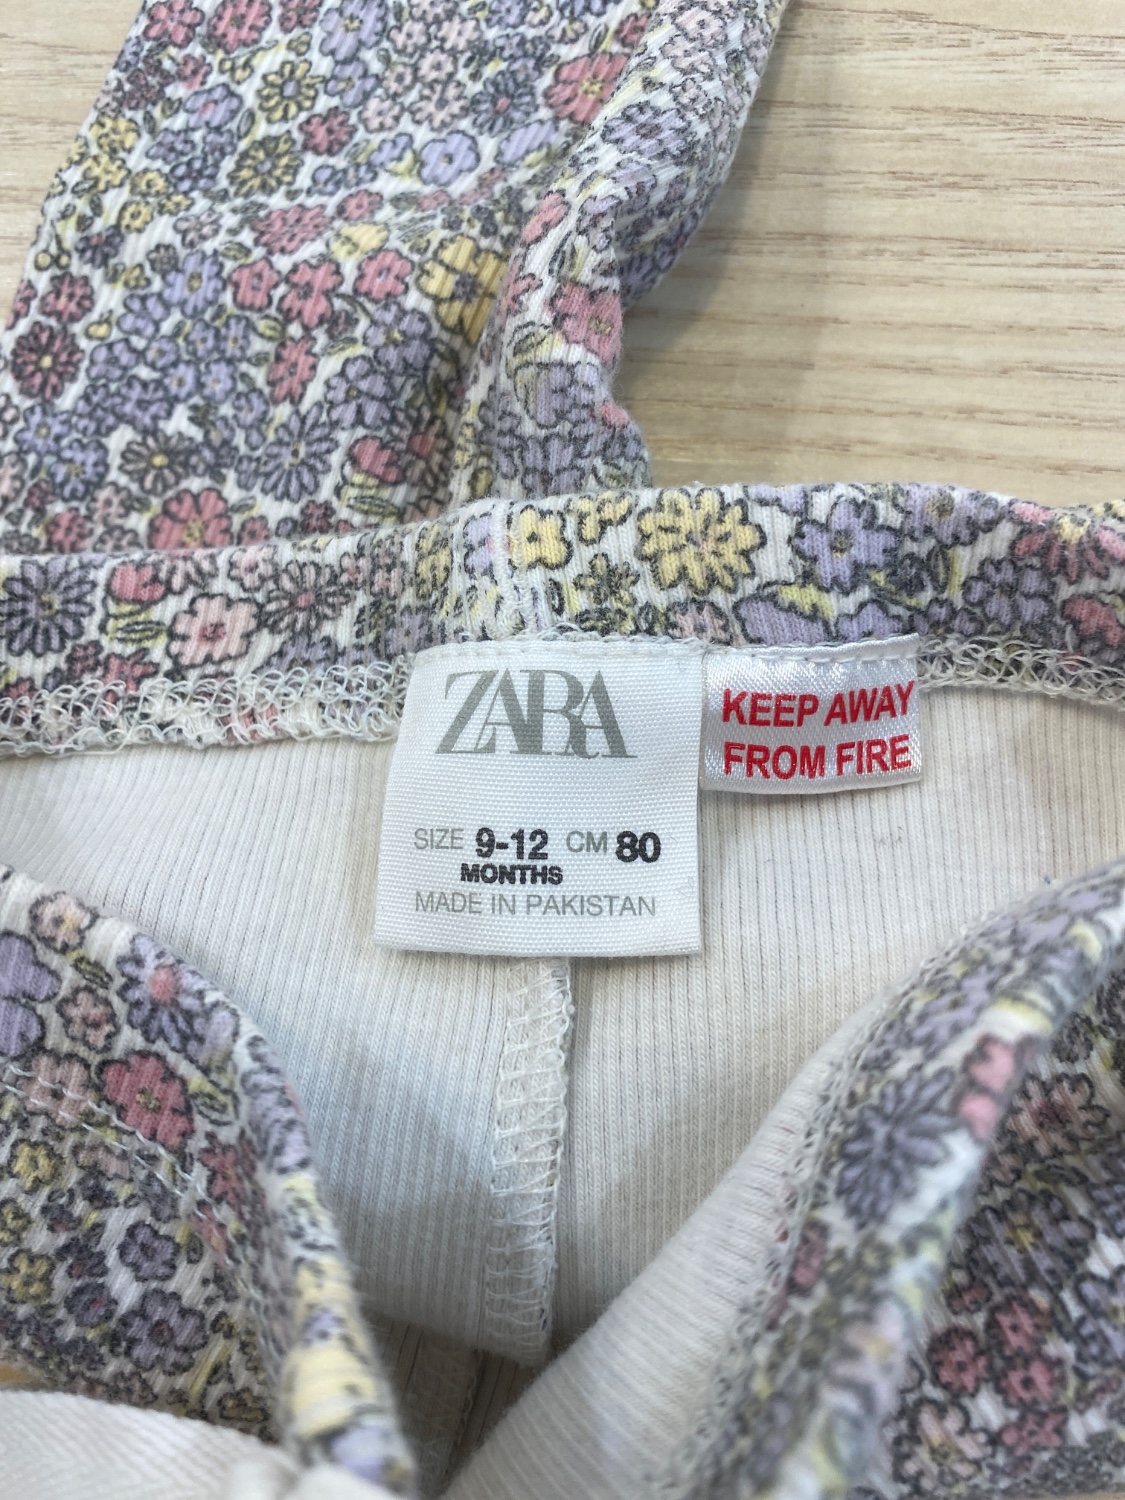 ZARA
SIZE 9-12 CM 80
MONTHS
MADE IN PAKISTAN
KEEP AWAY
FROM FIRE